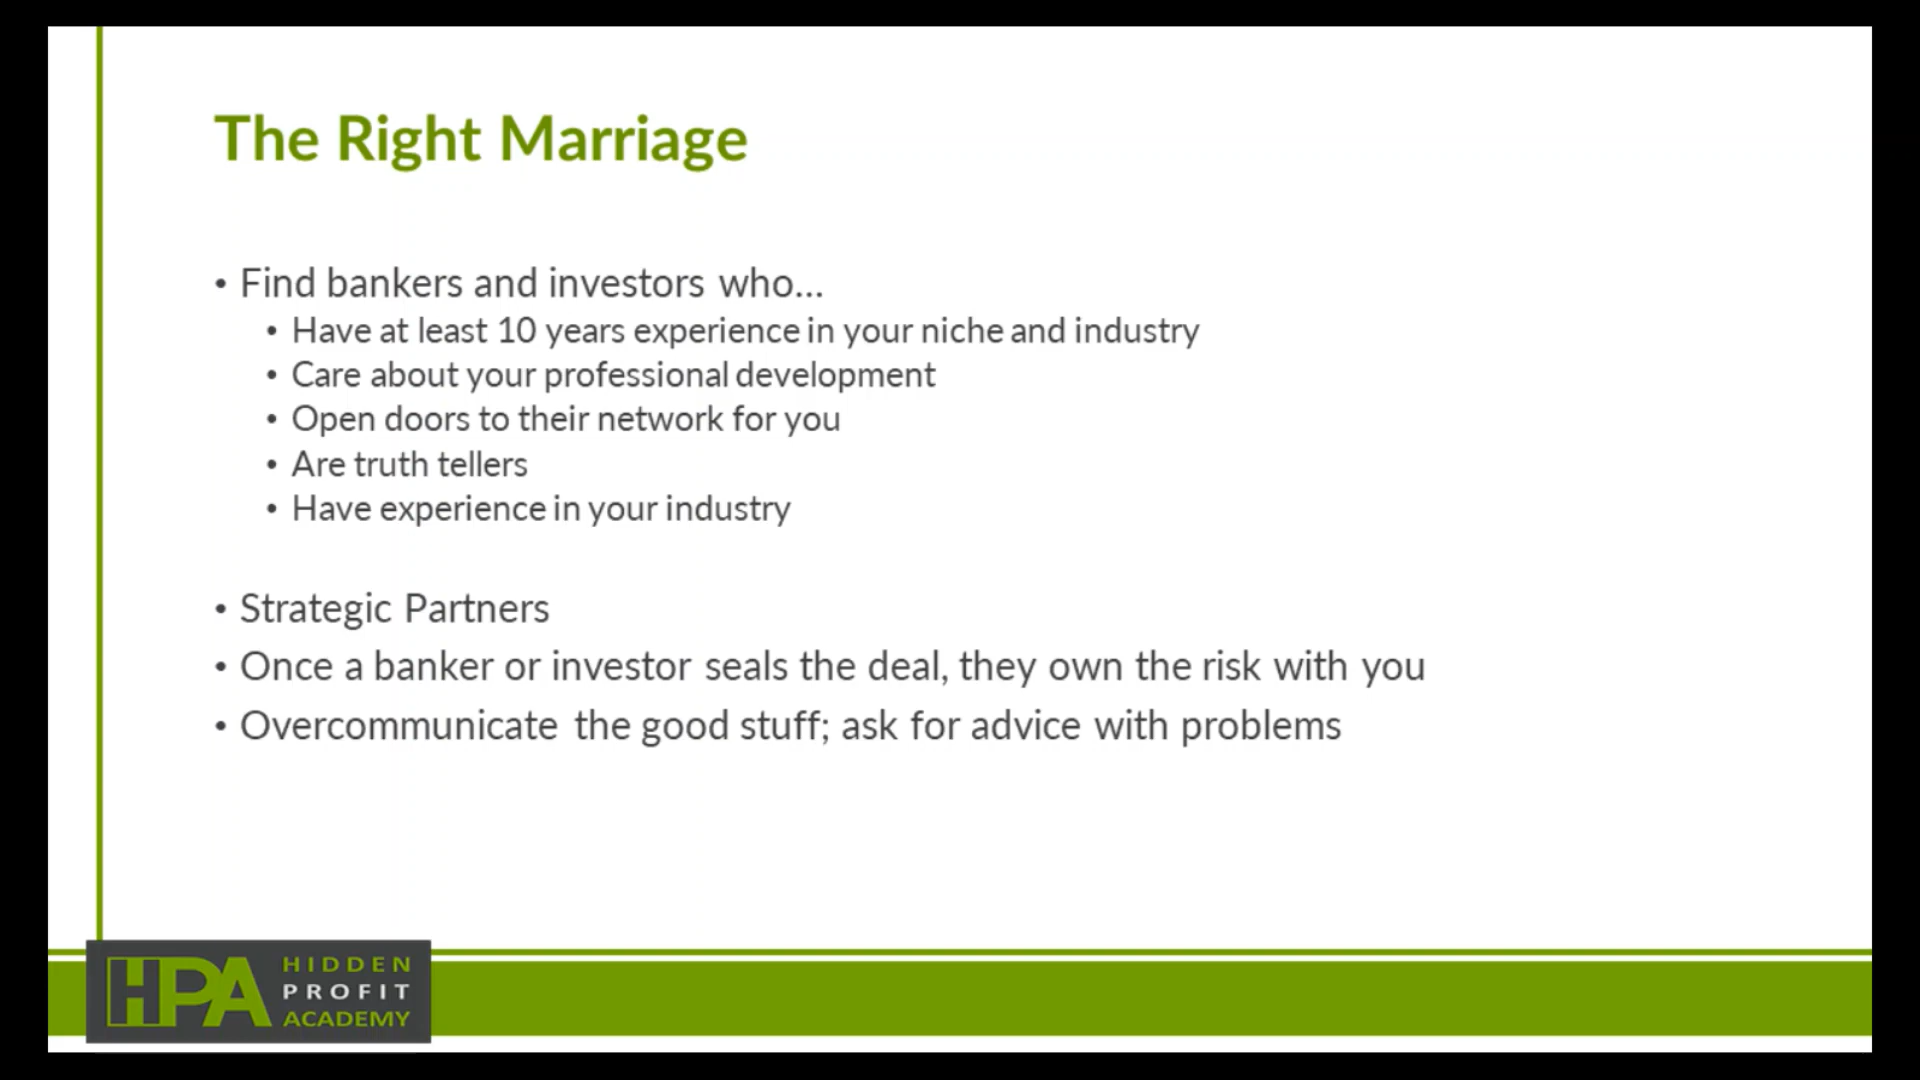 The Right Marriage
• Find bankers and investors who...
• Have at least 10 years experience in your niche and industry
• Care about your professional development
• Open doors to their network for you
• Are truth tellers
• Have experience in your industry
• Strategic Partners
• Once a banker or investor seals the deal, they own the risk with you
• Overcommunicate the good stuff; ask for advice with problems
HPA
HIDDEN
PROFIT
ACADEMY